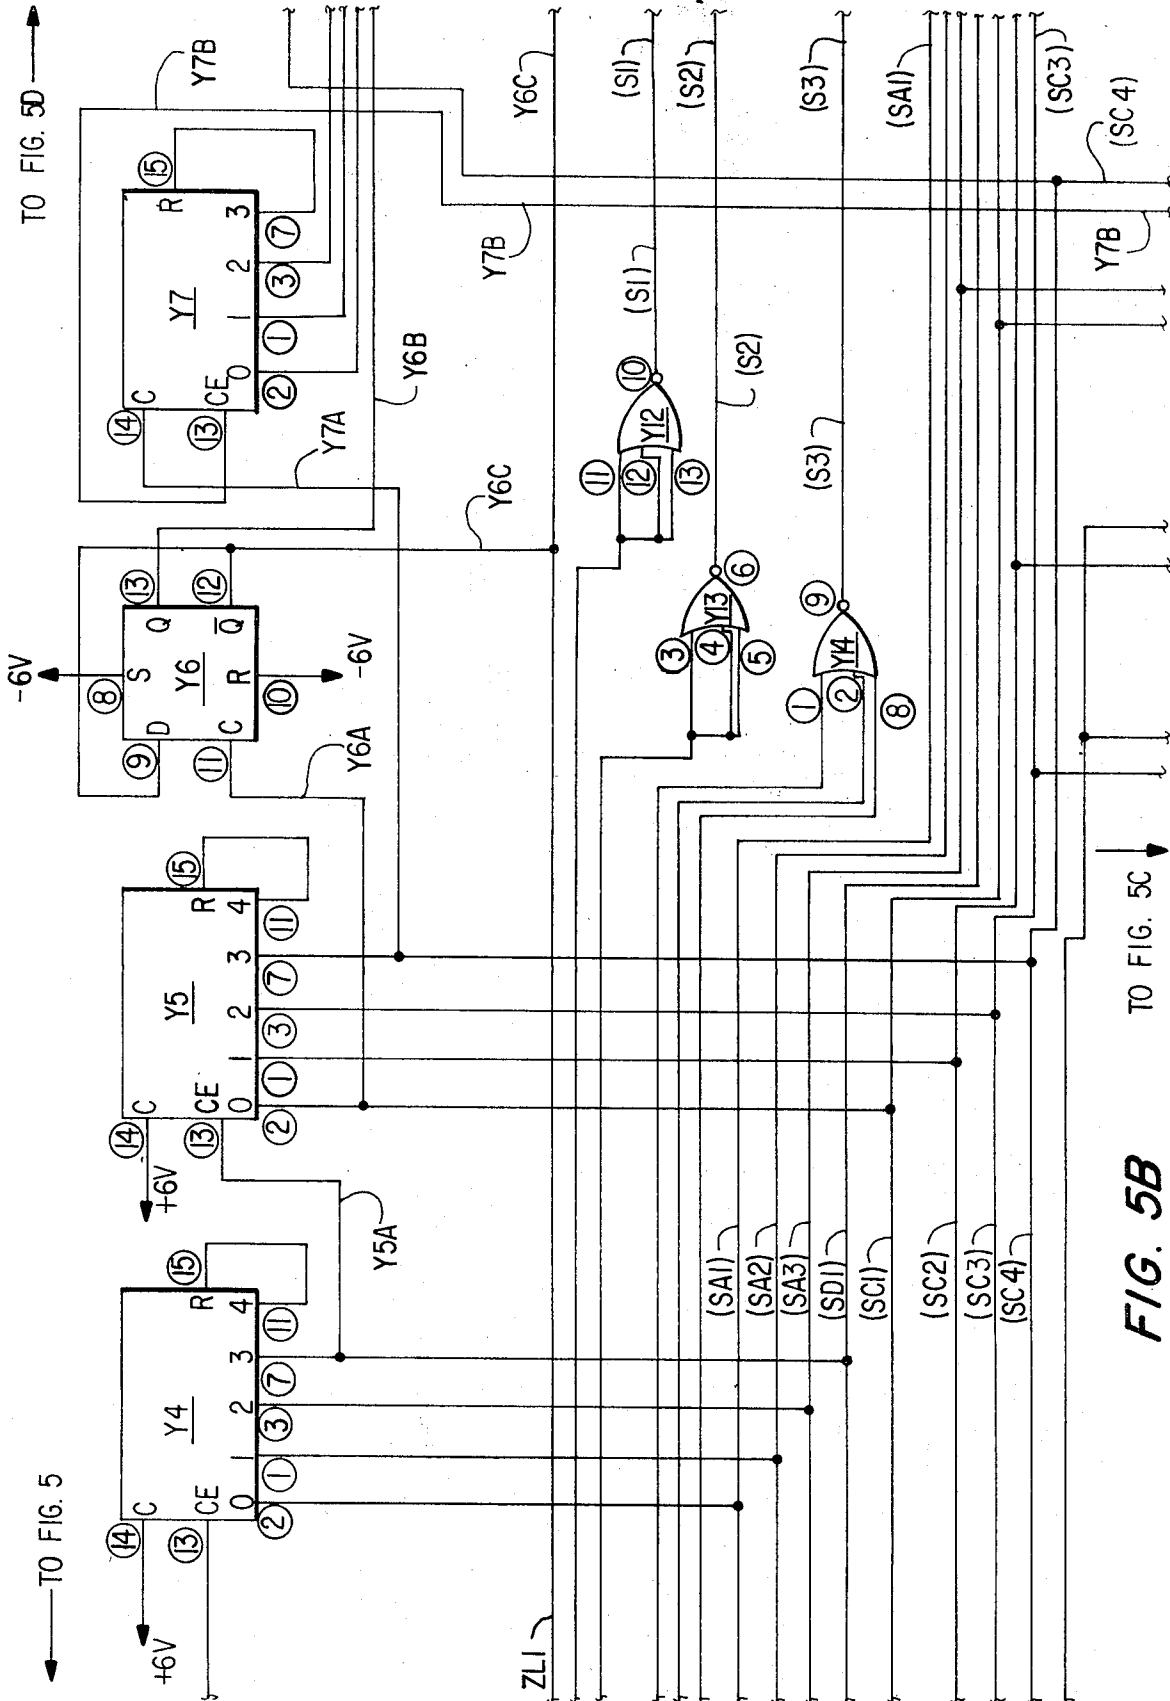 TO FIG. 5
TO FIG. 5D
+6V
14
C
13
CE
Y4
15
R
0
1
2
3
4
2
1
3
7
11
Y5A
+6V
14
C
13
CE
Y5
15
R
0
1
2
3
4
2
1
3
7
11
Y6A
-6V
8
S
9
D
11
C
Y6
13
Q
12
Q̅
R
10
-6V
Y6C
Y7A
Y6B
14
C
13
CE
Y7
15
R
0
1
2
3
2
1
3
7
Y7B
Y7B
Y7B
ZL1
Y6C
11
12
13
Y12
10
(S1)
(S1)
3
4
5
Y13
6
(S2)
(S2)
1
2
8
Y14
9
(S3)
(S3)
(SA1)
(SA2)
(SA3)
(SD1)
(SC1)
(SC2)
(SC3)
(SC4)
(SA1)
(SC3)
(SC4)
TO FIG. 5C
FIG. 5B